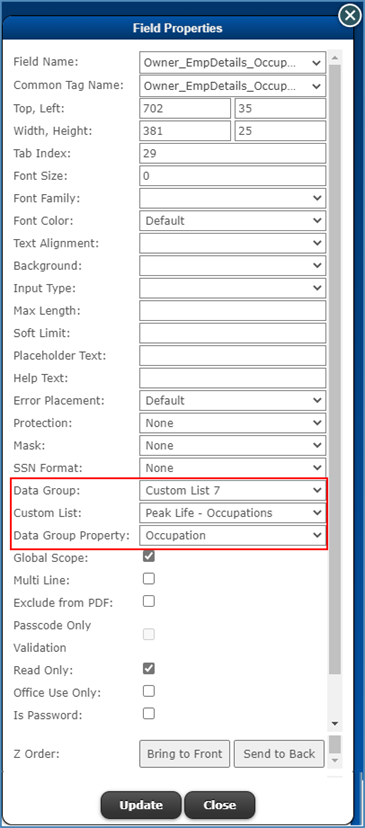 Field Properties
Field Name: Owner_EmpDetails_Occup...
Common Tag Name: Owner_EmpDetails_Occup...
Top, Left: 702 35
Width, Height: 381 25
Tab Index: 29
Font Size: 0
Font Family:
Font Color: Default
Text Alignment:
Background:
Input Type:
Max Length:
Soft Limit:
Placeholder Text:
Help Text:
Error Placement: Default
Protection: None
Mask: None
SSN Format: None
Data Group: Custom List 7
Custom List: Peak Life - Occupations
Data Group Property: Occupation
Global Scope:
Multi Line:
Exclude from PDF:
Passcode Only
Validation
Read Only:
Office Use Only:
Is Password:
Z Order: Bring to Front Send to Back
Update Close